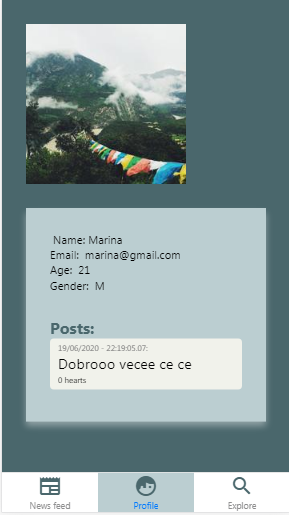 Name: Marina
Email: marina@gmail.com
Age: 21
Gender: M
Posts:
19/06/2020 - 22:19:05.07:
Dobrooo vecee ce ce
0 hearts
News feed
Profile
Explore